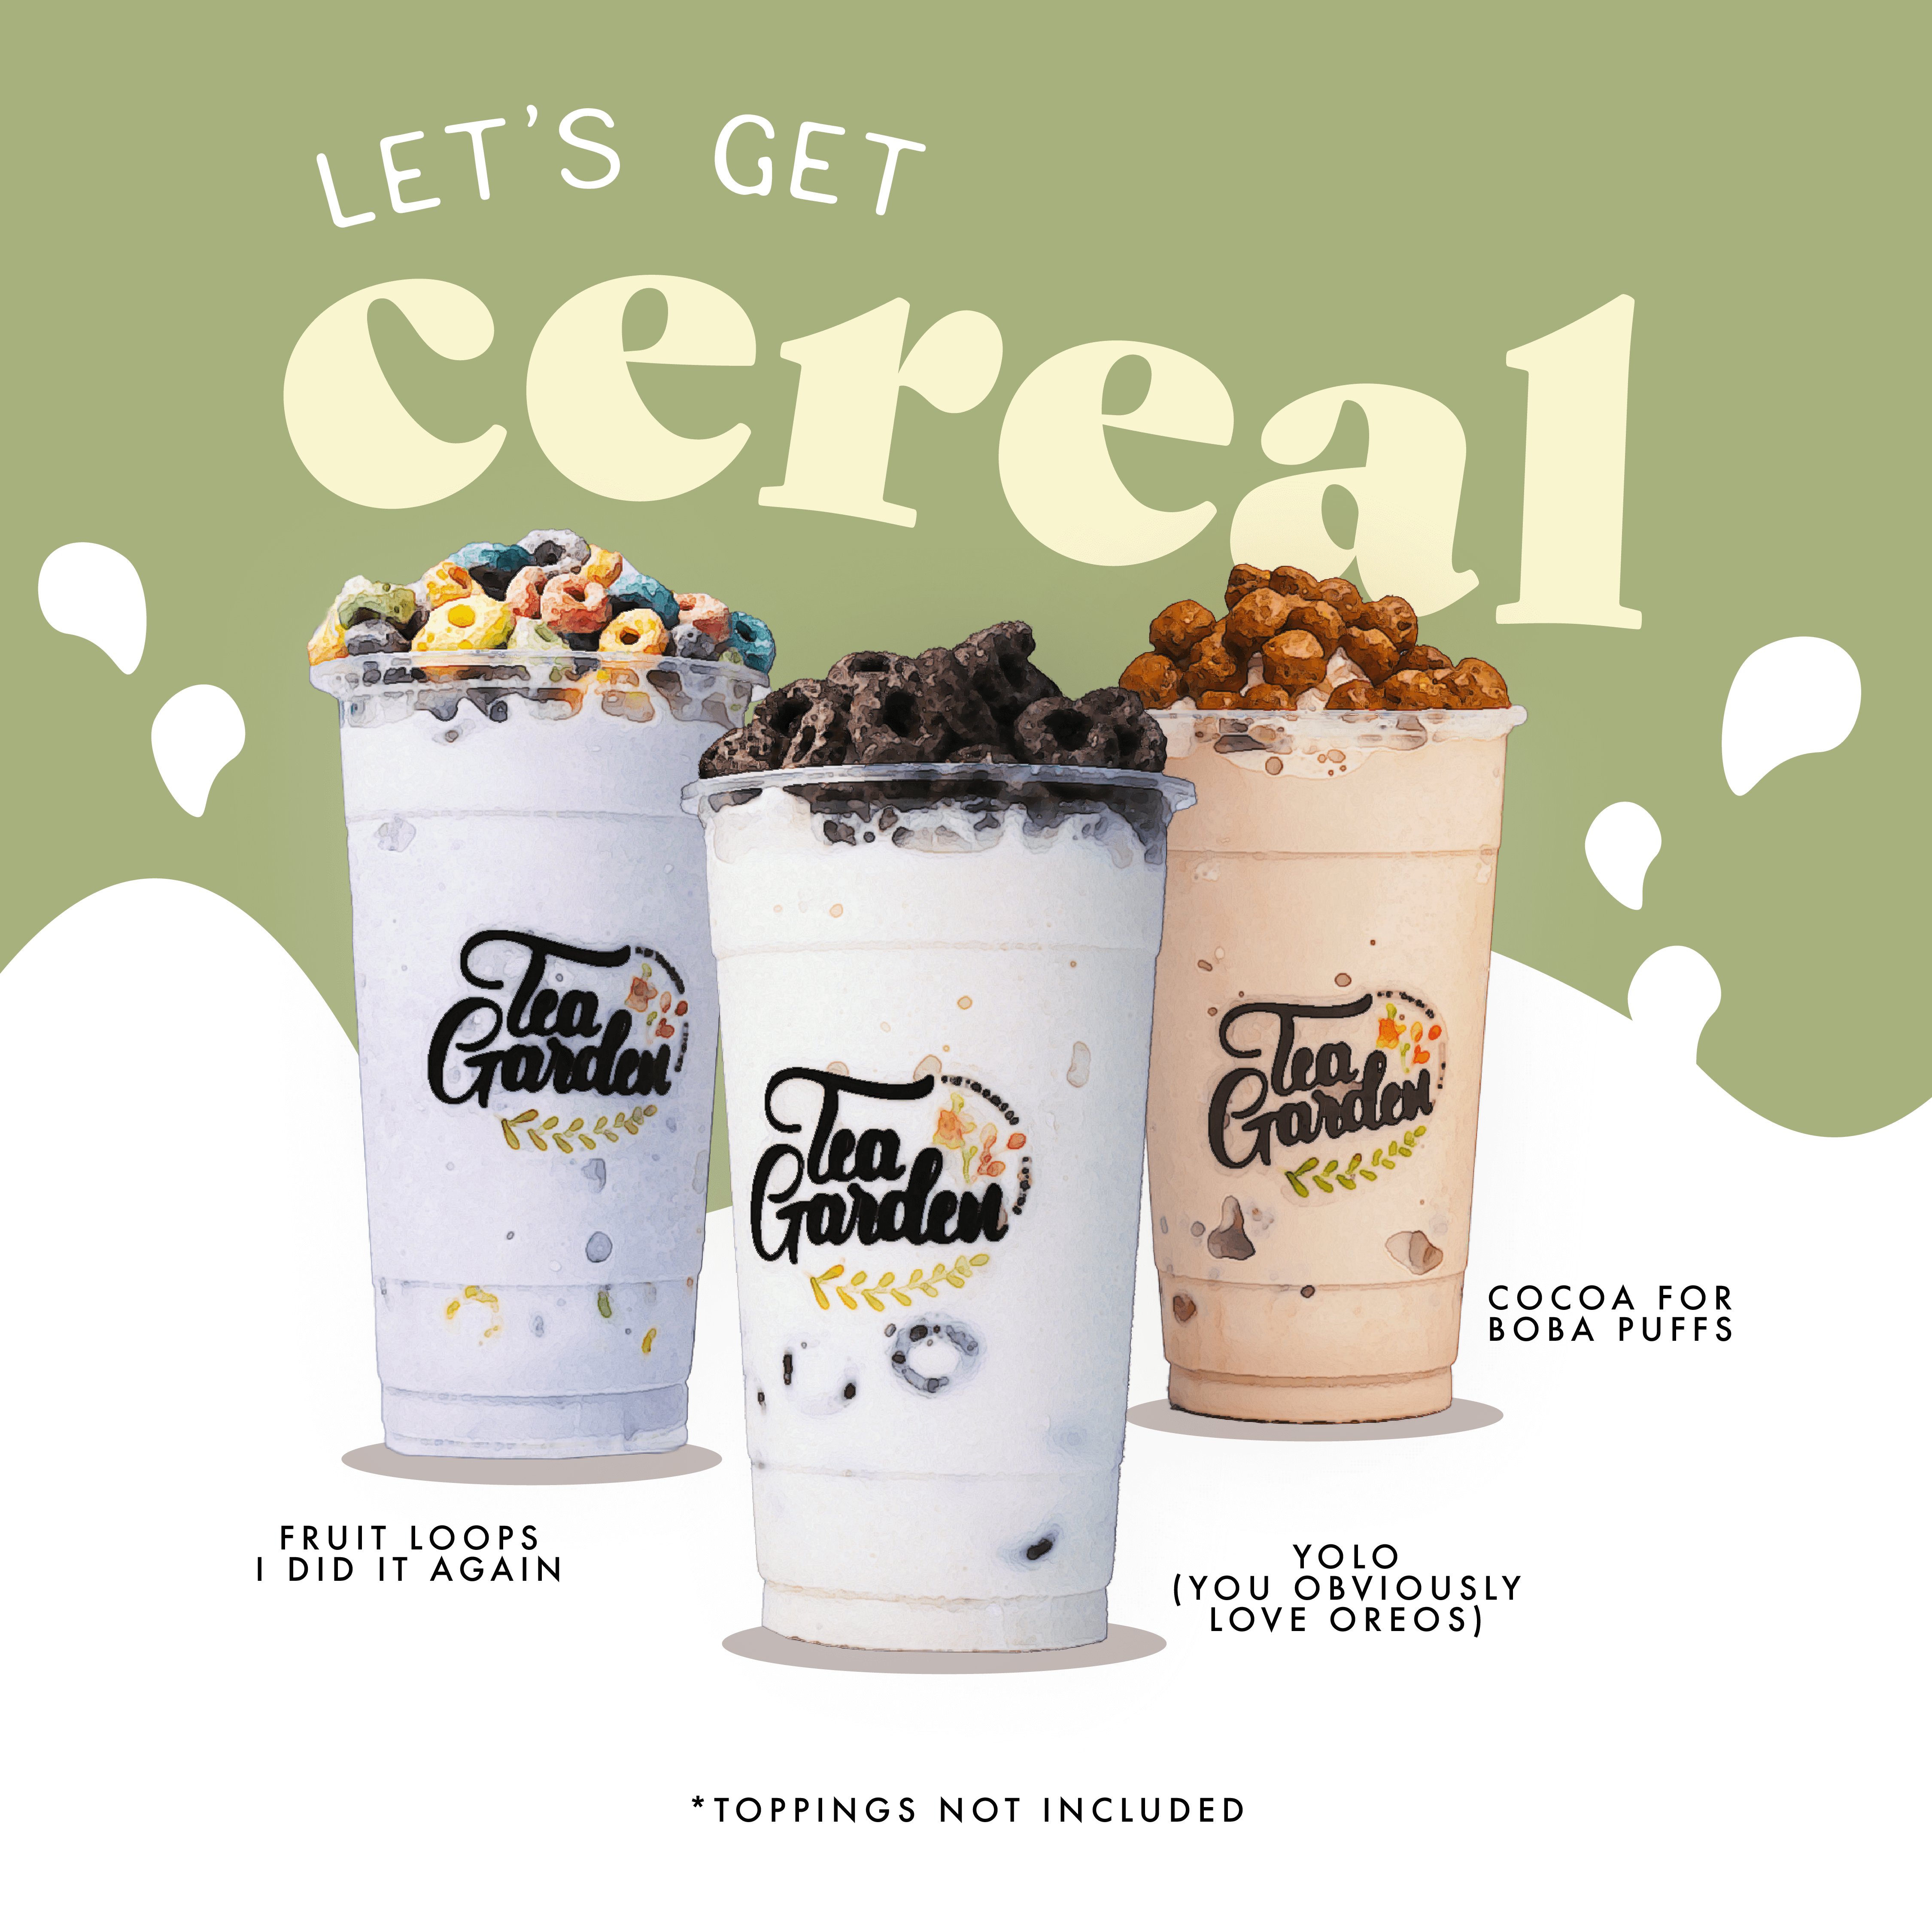 LET'S GET
cereal
Tea
Garden
Tea
Garden
Tea
Garden
COCOA FOR
BOBA PUFFS
FRUIT LOOPS
I DID IT AGAIN
YOLO
(YOU OBVIOUSLY
LOVE OREOS)
*TOPPINGS NOT INCLUDED